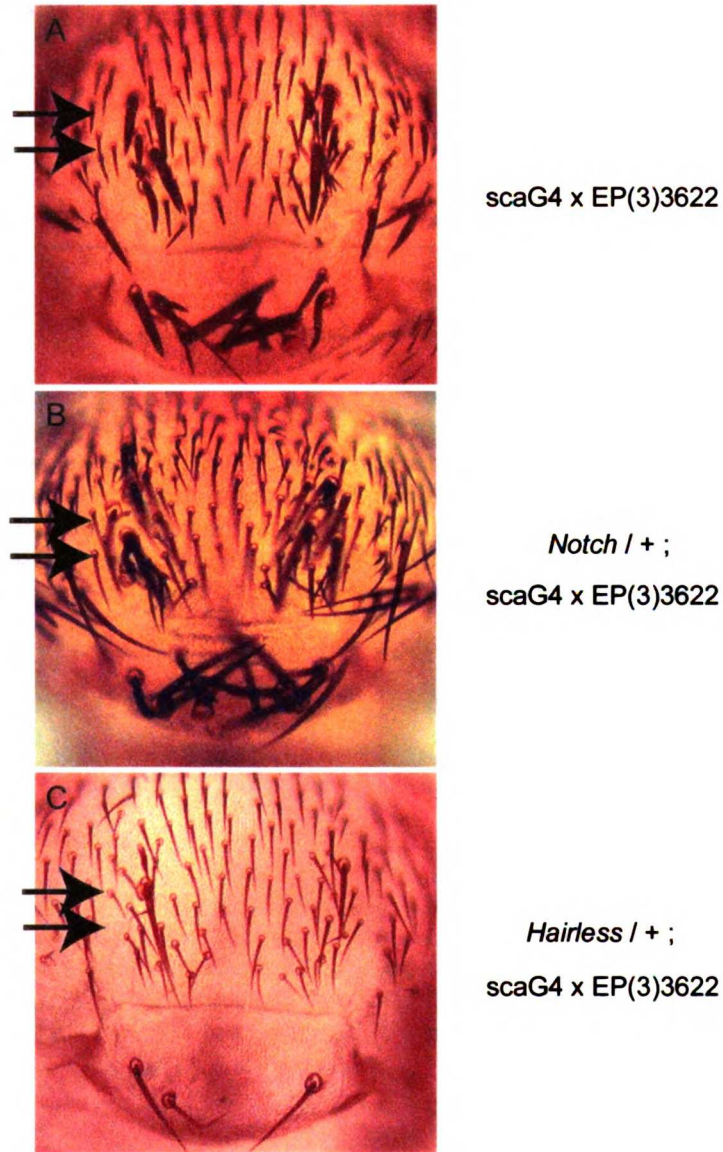 A
scaG4 x EP(3)3622
B
Notch / + ;
scaG4 x EP(3)3622
C
Hairless / + ;
scaG4 x EP(3)3622